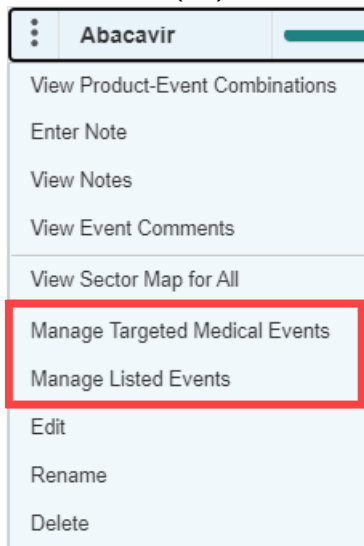 Abacavir
View Product-Event Combinations
Enter Note
View Notes
View Event Comments
View Sector Map for All
Manage Targeted Medical Events
Manage Listed Events
Edit
Rename
Delete